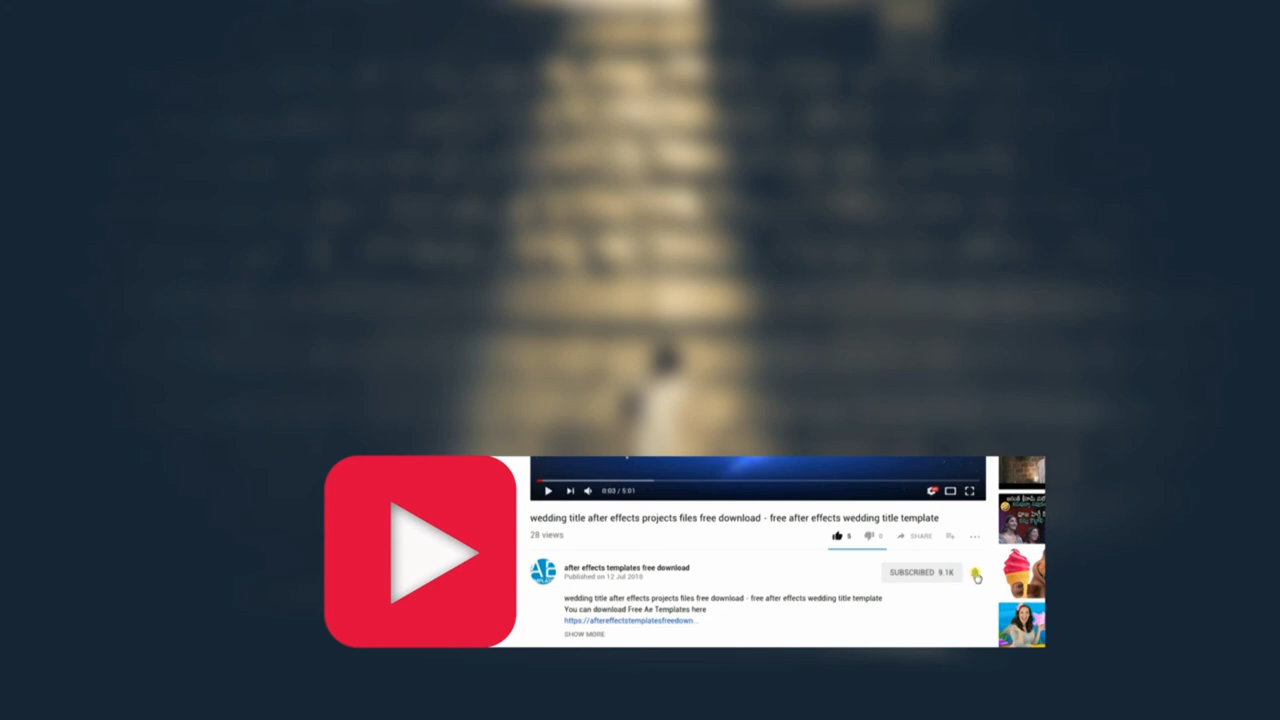 0:03 / 5:01
wedding title after effects projects files free download - free after effects wedding title template
28 views
5
0
SHARE
after effects templates free download
Published on 12 Jul 2018
SUBSCRIBED 9.1K
wedding title after effects projects files free download - free after effects wedding title template
You can download Free Ae Templates here
https://aftereffectstemplatesfreedown...
SHOW MORE